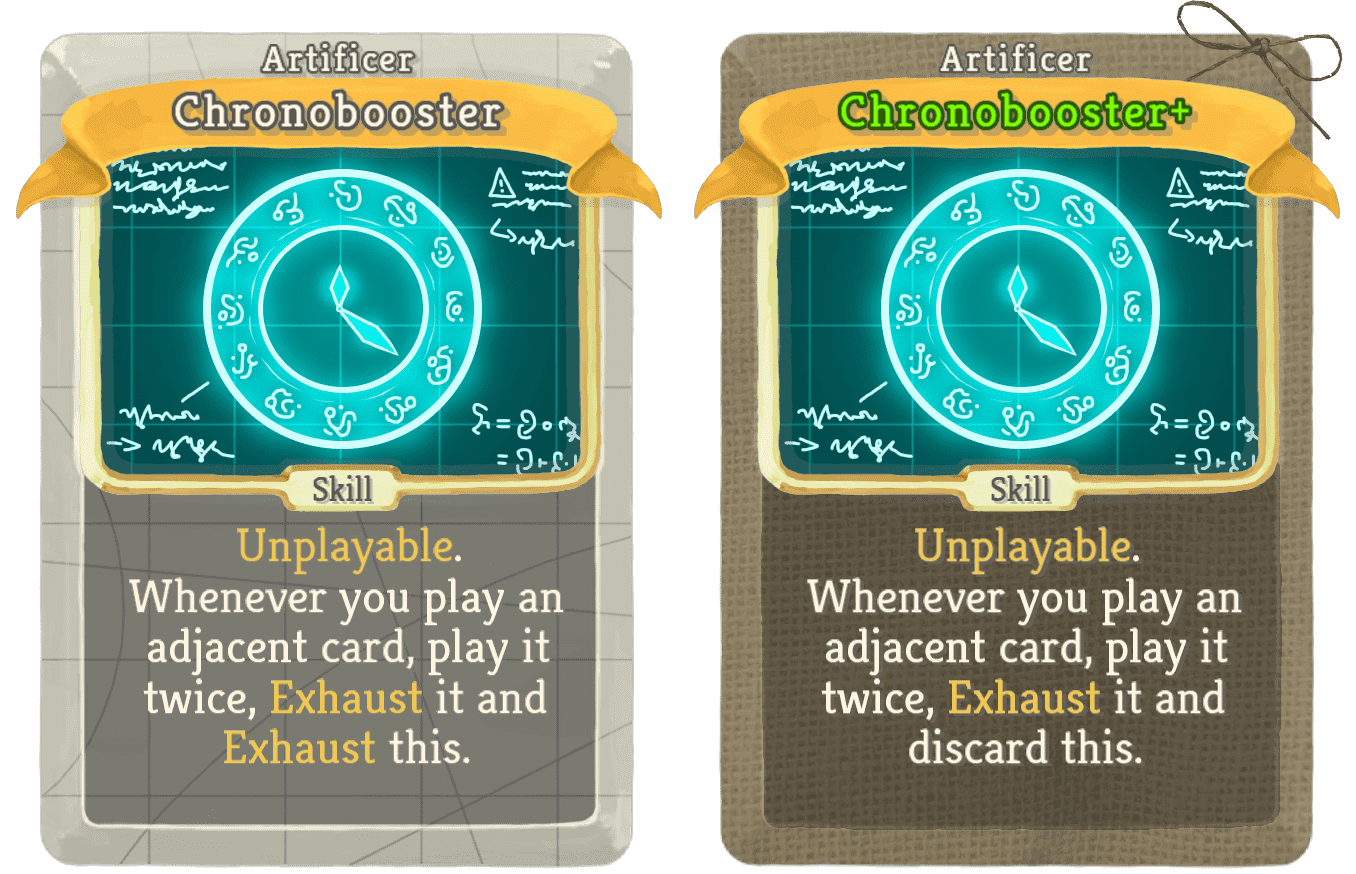 Artificer
Chronobooster
Skill
Unplayable.
Whenever you play an
adjacent card, play it
twice, Exhaust it and
Exhaust this.
Artificer
Chronobooster+
Skill
Unplayable.
Whenever you play an
adjacent card, play it
twice, Exhaust it and
discard this.